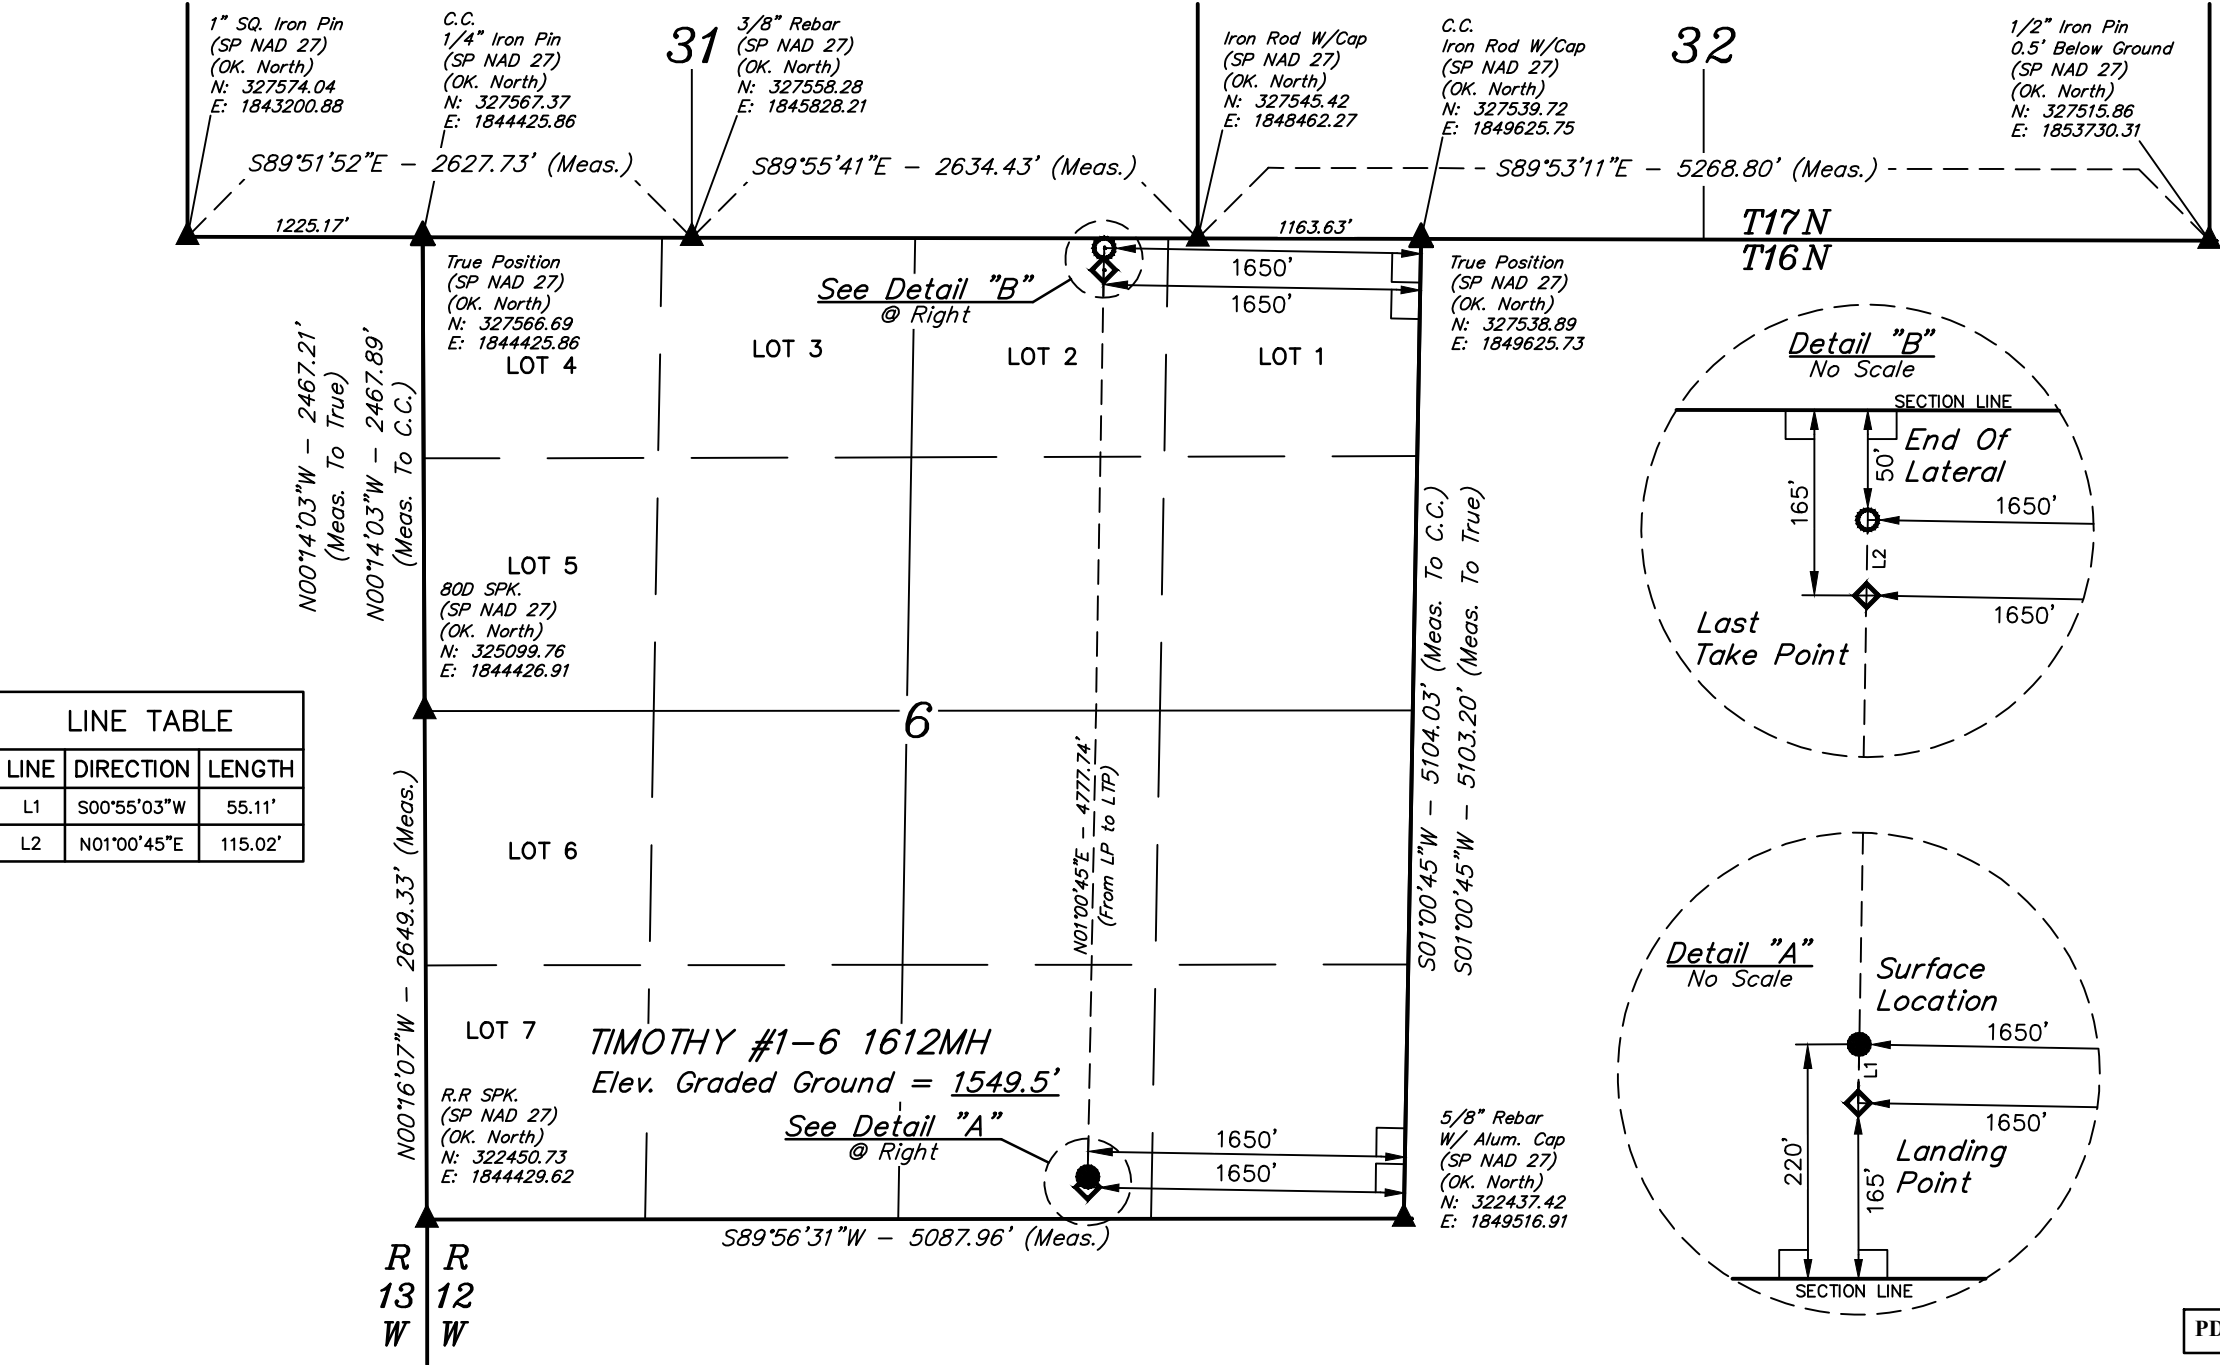 1" SQ. Iron Pin
(SP NAD 27)
(OK. North)
N: 327574.04
E: 1843200.88
C.C.
1/4" Iron Pin
(SP NAD 27)
(OK. North)
N: 327567.37
E: 1844425.86
31
3/8" Rebar
(SP NAD 27)
(OK. North)
N: 327558.28
E: 1845828.21
Iron Rod W/Cap
(SP NAD 27)
(OK. North)
N: 327545.42
E: 1848462.27
C.C.
Iron Rod W/Cap
(SP NAD 27)
(OK. North)
N: 327539.72
E: 1849625.75
32
1/2" Iron Pin
0.5' Below Ground
(SP NAD 27)
(OK. North)
N: 327515.86
E: 1853730.31
S89°51'52"E - 2627.73' (Meas.)
S89°55'41"E - 2634.43' (Meas.)
S89°53'11"E - 5268.80' (Meas.)
1225.17'
1163.63'
T17N
T16N
True Position
(SP NAD 27)
(OK. North)
N: 327566.69
E: 1844425.86
See Detail "B"
@ Right
1650'
1650'
True Position
(SP NAD 27)
(OK. North)
N: 327538.89
E: 1849625.73
LOT 4
LOT 3
LOT 2
LOT 1
N00°14'03"W - 2467.21'
(Meas. To True)
N00°14'03"W - 2467.89'
(Meas. To C.C.)
LOT 5
80D SPK.
(SP NAD 27)
(OK. North)
N: 325099.76
E: 1844426.91
S01°00'45"W - 5104.03' (Meas. To C.C.)
S01°00'45"W - 5103.20' (Meas. To True)
Detail "B"
No Scale
SECTION LINE
End Of
Lateral
50'
165'
1650'
L2
1650'
Last
Take Point
LINE TABLE
LINE DIRECTION LENGTH
L1 S00°55'03"W 55.11'
L2 N01°00'45"E 115.02'
6
N01°00'45"E - 4777.74'
(From LP to LTP)
N00°16'07"W - 2649.33' (Meas.)
LOT 6
LOT 7
TIMOTHY #1-6 1612MH
Elev. Graded Ground = 1549.5'
See Detail "A"
@ Right
1650'
1650'
R.R SPK.
(SP NAD 27)
(OK. North)
N: 322450.73
E: 1844429.62
5/8" Rebar
W/ Alum. Cap
(SP NAD 27)
(OK. North)
N: 322437.42
E: 1849516.91
S89°56'31"W - 5087.96' (Meas.)
Detail "A"
No Scale
Surface
Location
1650'
L1
1650'
220'
165'
Landing
Point
SECTION LINE
R R
13 12
W W
PD